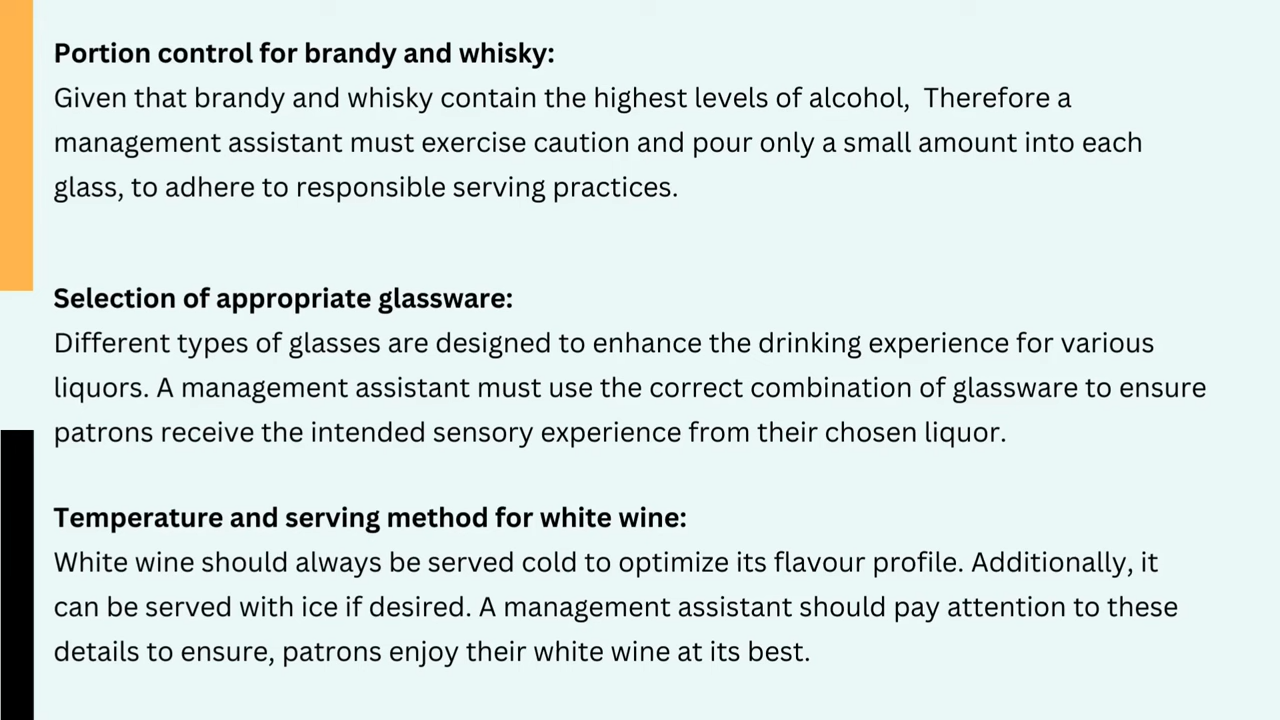 Portion control for brandy and whisky:
Given that brandy and whisky contain the highest levels of alcohol,  Therefore a
management assistant must exercise caution and pour only a small amount into each
glass, to adhere to responsible serving practices.
Selection of appropriate glassware:
Different types of glasses are designed to enhance the drinking experience for various
liquors. A management assistant must use the correct combination of glassware to ensure
patrons receive the intended sensory experience from their chosen liquor.
Temperature and serving method for white wine:
White wine should always be served cold to optimize its flavour profile. Additionally, it
can be served with ice if desired. A management assistant should pay attention to these
details to ensure, patrons enjoy their white wine at its best.